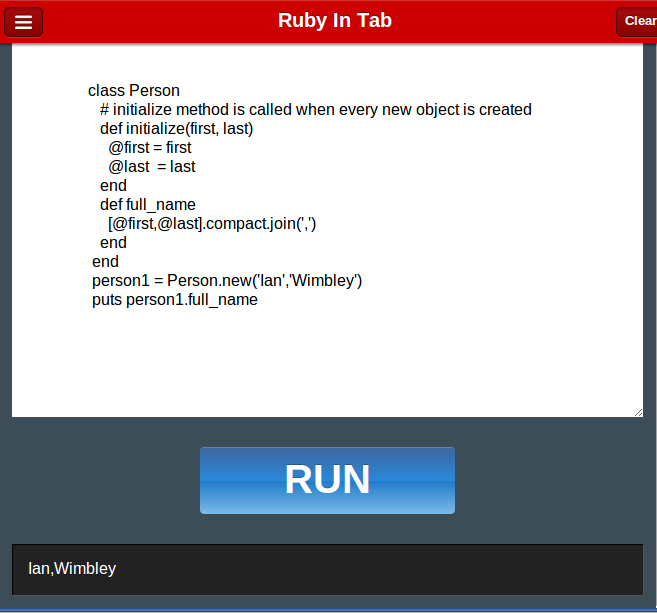 Ruby In Tab
Clear
class Person
# initialize method is called when every new object is created
def initialize(first, last)
@first = first
@last  = last
end
def full_name
[@first,@last].compact.join(',')
end
end
person1 = Person.new('Ian','Wimbley')
puts person1.full_name
RUN
Ian,Wimbley